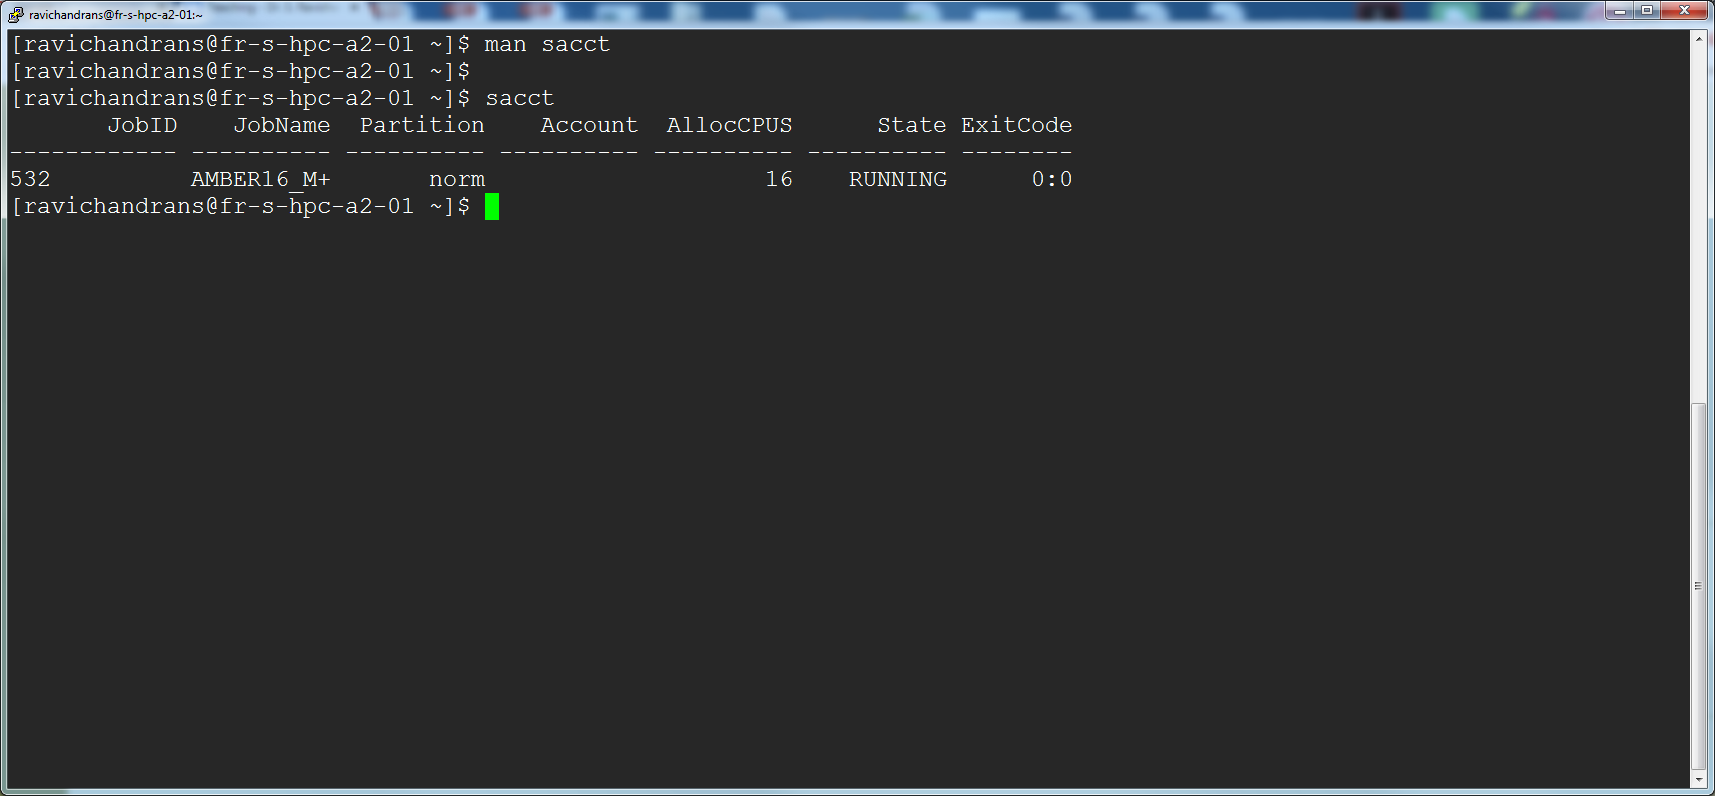 ravichandrans@fr-s-hpc-a2-01:~
[ravichandrans@fr-s-hpc-a2-01 ~]$ man sacct
[ravichandrans@fr-s-hpc-a2-01 ~]$
[ravichandrans@fr-s-hpc-a2-01 ~]$ sacct
       JobID    JobName  Partition    Account  AllocCPUS      State ExitCode
------------ ---------- ---------- ---------- ---------- ---------- --------
532          AMBER16_M+       norm                    16    RUNNING      0:0
[ravichandrans@fr-s-hpc-a2-01 ~]$